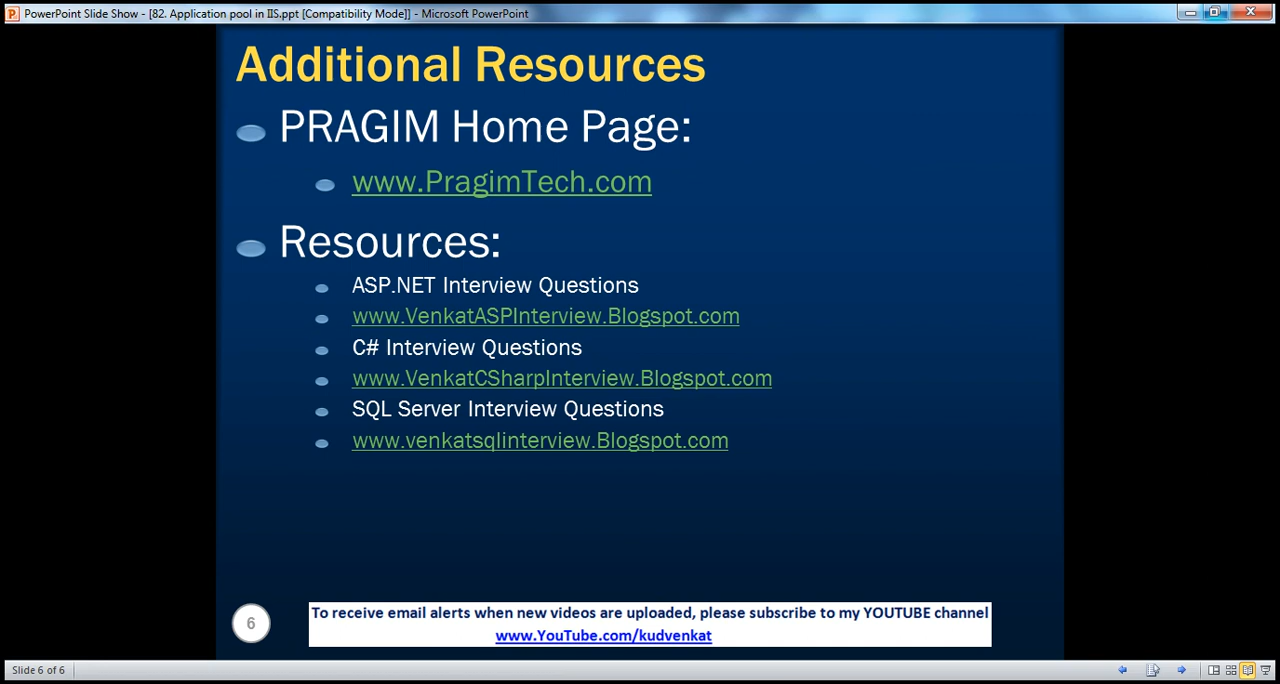 PowerPoint Slide Show - [82. Application pool in IIS.ppt [Compatibility Mode]] - Microsoft PowerPoint
Additional Resources
PRAGIM Home Page:
www.PragimTech.com
Resources:
ASP.NET Interview Questions
www.VenkatASPInterview.Blogspot.com
C# Interview Questions
www.VenkatCSharpInterview.Blogspot.com
SQL Server Interview Questions
www.venkatsqlinterview.Blogspot.com
6
To receive email alerts when new videos are uploaded, please subscribe to my YOUTUBE channel
www.YouTube.com/kudvenkat
Slide 6 of 6